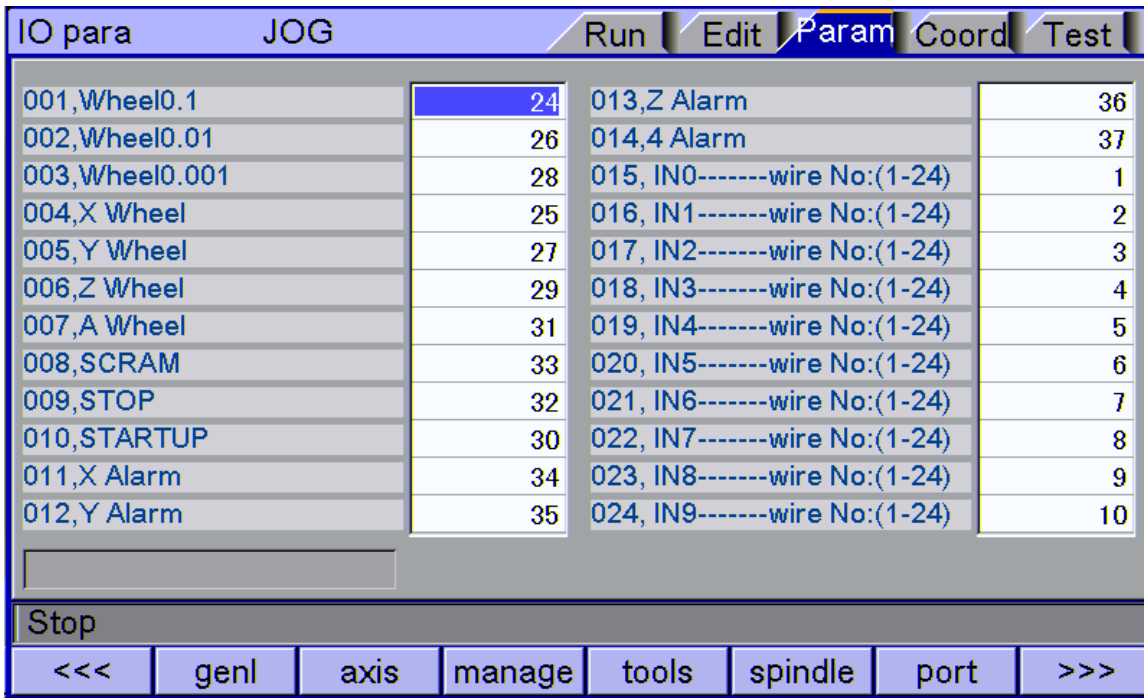 IO para JOG Run Edit Param Coord Test
001,Wheel0.1 24
002,Wheel0.01 26
003,Wheel0.001 28
004,X Wheel 25
005,Y Wheel 27
006,Z Wheel 29
007,A Wheel 31
008,SCRAM 33
009,STOP 32
010,STARTUP 30
011,X Alarm 34
012,Y Alarm 35
013,Z Alarm 36
014,4 Alarm 37
015, IN0-------wire No:(1-24) 1
016, IN1-------wire No:(1-24) 2
017, IN2-------wire No:(1-24) 3
018, IN3-------wire No:(1-24) 4
019, IN4-------wire No:(1-24) 5
020, IN5-------wire No:(1-24) 6
021, IN6-------wire No:(1-24) 7
022, IN7-------wire No:(1-24) 8
023, IN8-------wire No:(1-24) 9
024, IN9-------wire No:(1-24) 10
Stop
<<< genl axis manage tools spindle port >>>